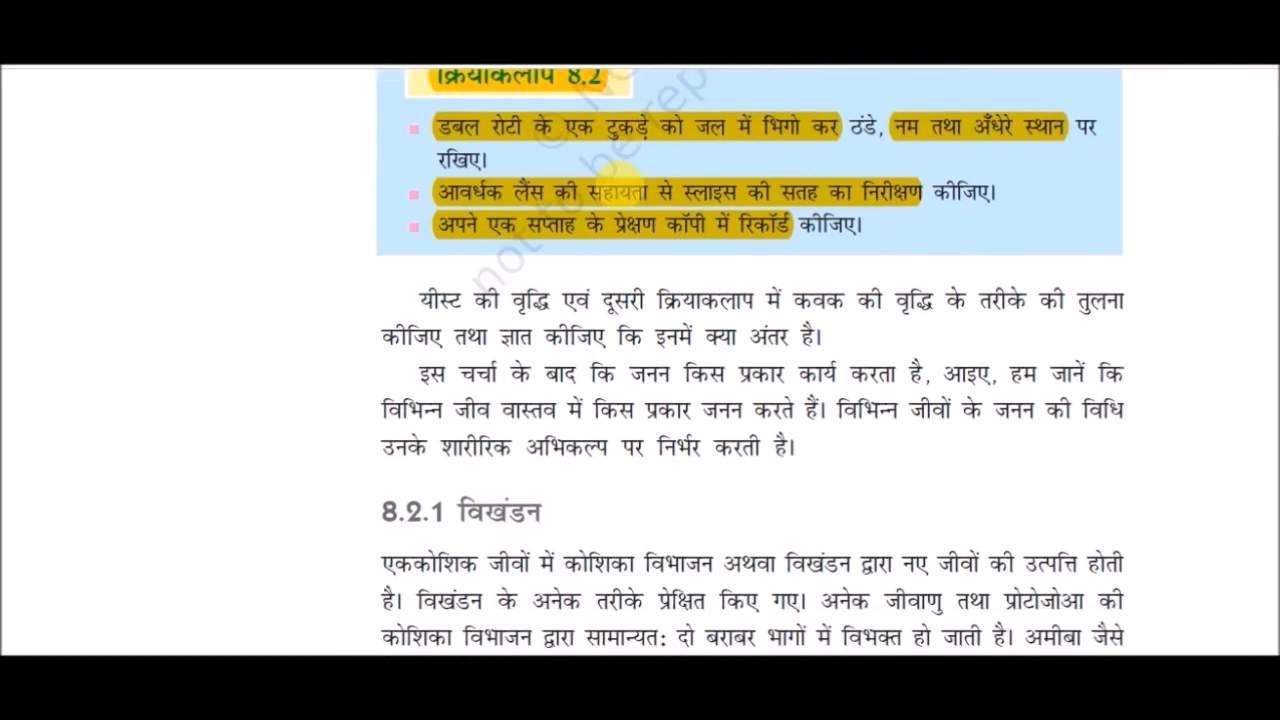 क्रियाकलाप 8.2
डबल रोटी के एक टुकड़े को जल में भिगो कर ठंडे, नम तथा अँधेरे स्थान पर
रखिए।
आवर्धक लैंस की सहायता से स्लाइस की सतह का निरीक्षण कीजिए।
अपने एक सप्ताह के प्रेक्षण कॉपी में रिकॉर्ड कीजिए।
यीस्ट की वृद्धि एवं दूसरी क्रियाकलाप में कवक की वृद्धि के तरीके की तुलना
कीजिए तथा ज्ञात कीजिए कि इनमें क्या अंतर है।
इस चर्चा के बाद कि जनन किस प्रकार कार्य करता है, आइए, हम जानें कि
विभिन्न जीव वास्तव में किस प्रकार जनन करते हैं। विभिन्न जीवों के जनन की विधि
उनके शारीरिक अभिकल्प पर निर्भर करती है।
8.2.1 विखंडन
एककोशिक जीवों में कोशिका विभाजन अथवा विखंडन द्वारा नए जीवों की उत्पत्ति होती
है। विखंडन के अनेक तरीके प्रेक्षित किए गए। अनेक जीवाणु तथा प्रोटोजोआ की
कोशिका विभाजन द्वारा सामान्यत: दो बराबर भागों में विभक्त हो जाती है। अमीबा जैसे